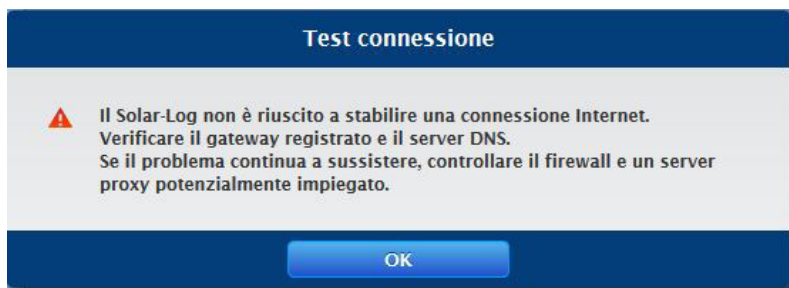 Test connessione
Il Solar-Log non è riuscito a stabilire una connessione Internet.
Verificare il gateway registrato e il server DNS.
Se il problema continua a sussistere, controllare il firewall e un server
proxy potenzialmente impiegato.
OK